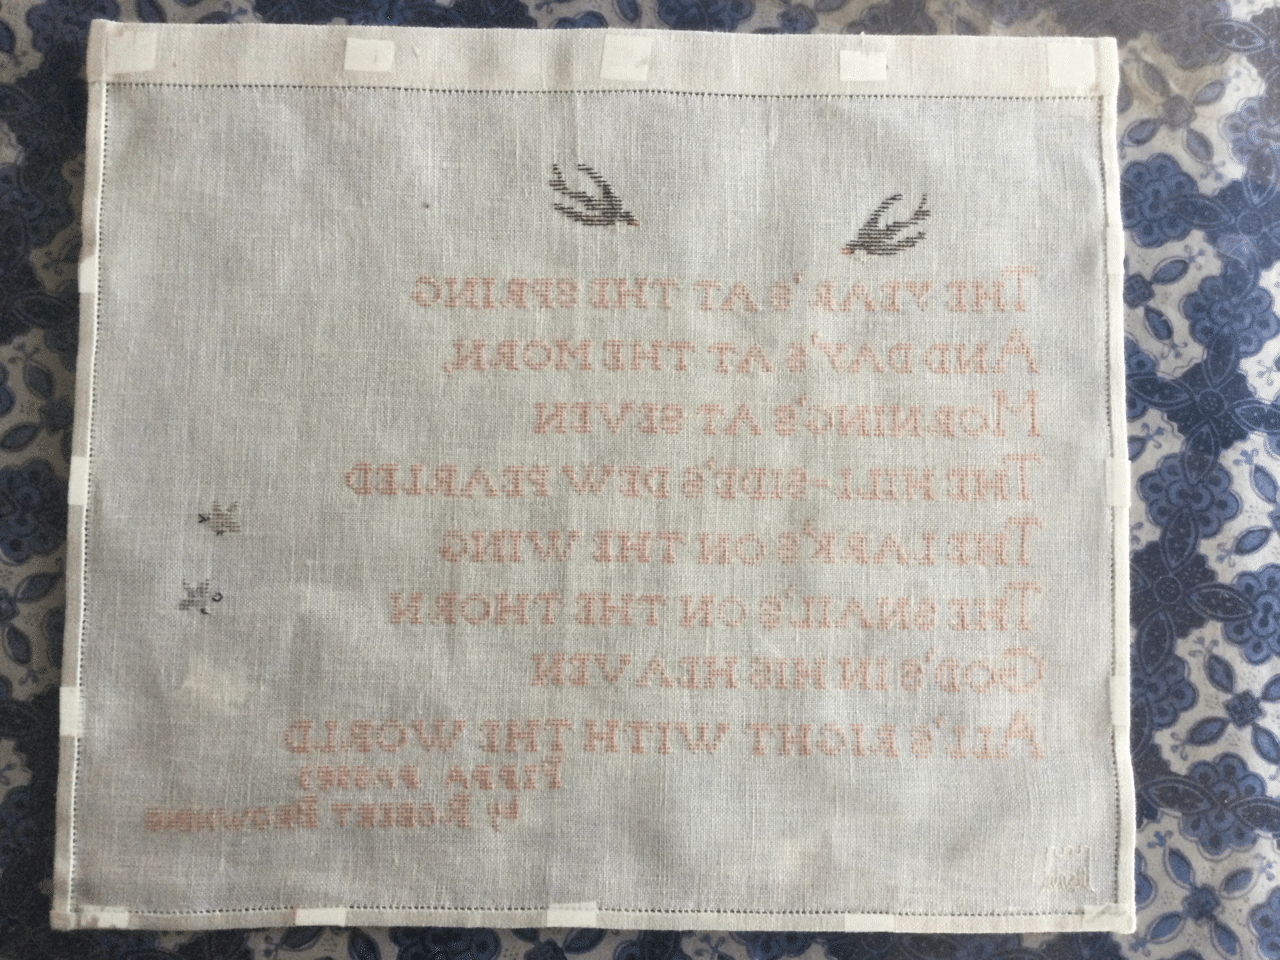 THE YEAR'S AT THE SPRING
AND DAY'S AT THE MORN,
MORNING'S AT SEVEN
THE HILL-SIDE'S DEW PEARLED
THE LARK'S ON THE WING
THE SNAIL'S ON THE THORN
GOD'S IN HIS HEAVEN
ALL'S RIGHT WITH THE WORLD
PIPPA PASSES
by ROBERT BROWNING